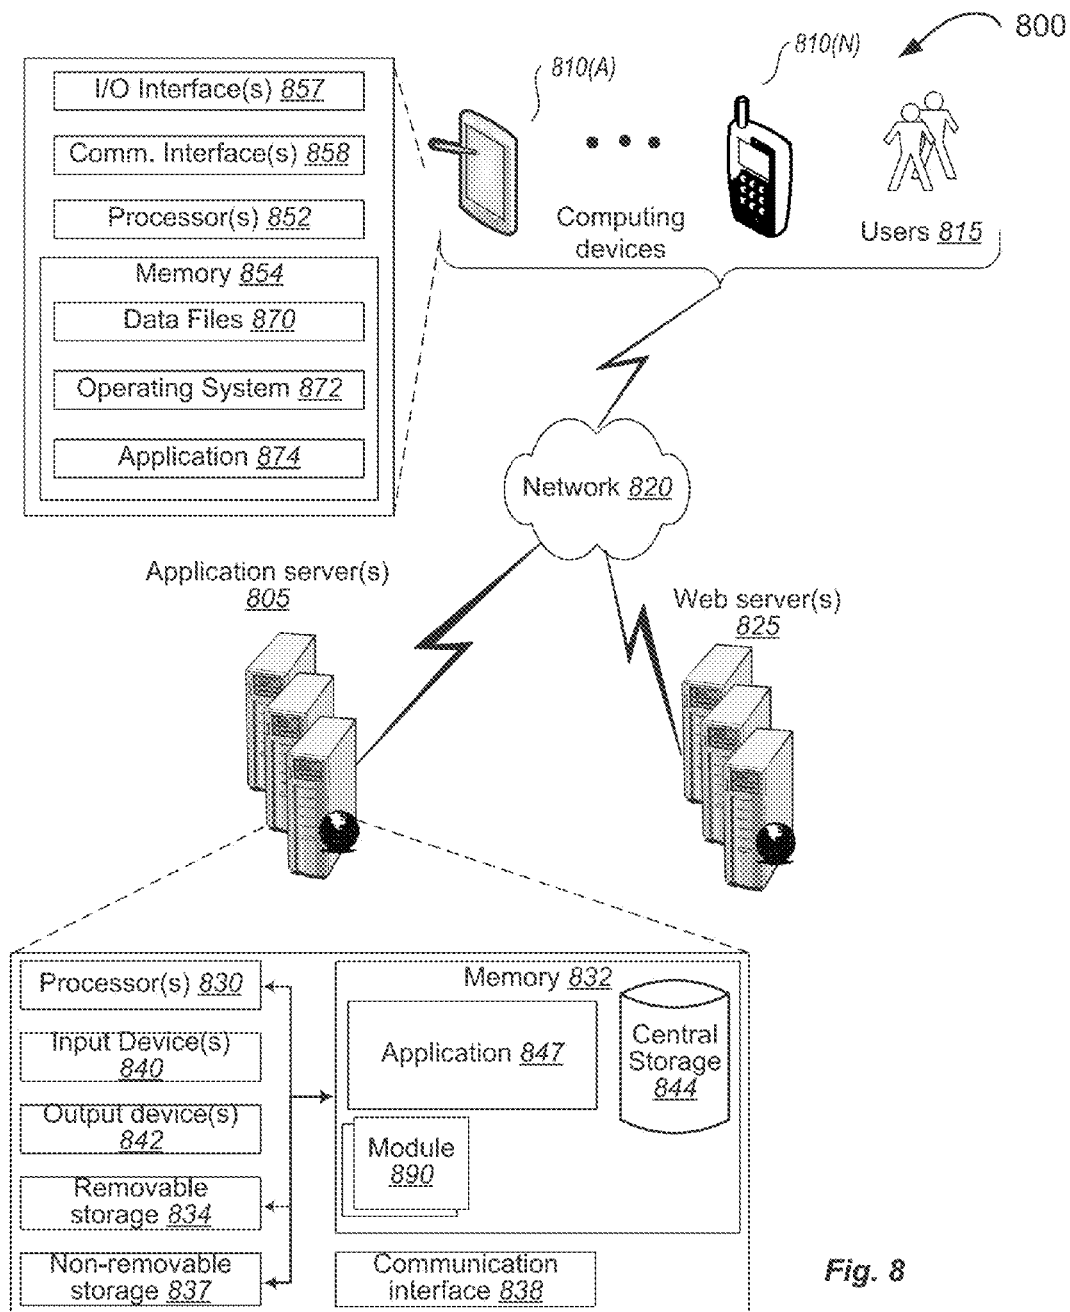 800
810(A)
810(N)
I/O Interface(s) 857
Comm. Interface(s) 858
Processor(s) 852
Memory 854
Data Files 870
Operating System 872
Application 874
Computing
devices
Users 815
Network 820
Application server(s)
805
Web server(s)
825
Processor(s) 830
Input Device(s)
840
Output device(s)
842
Removable
storage 834
Non-removable
storage 837
Memory 832
Application 847
Central
Storage
844
Module
890
Communication
interface 838
Fig. 8